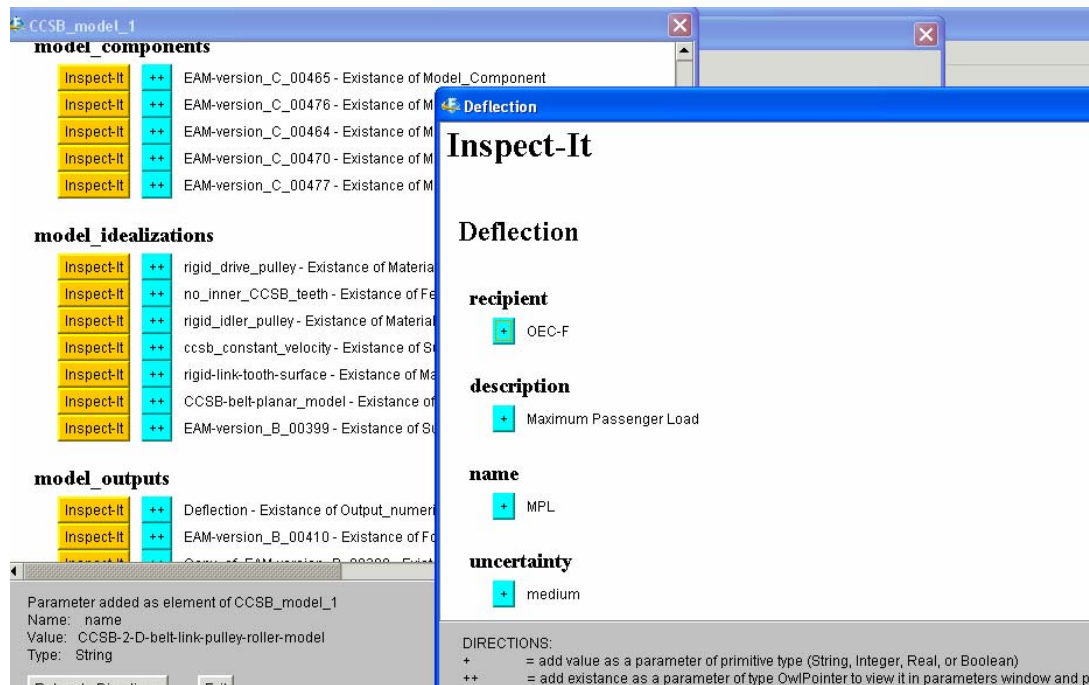 CCSB_model_1
model_components
Inspect-It ++ EAM-version_C_00465 - Existance of Model_Component
Inspect-It ++ EAM-version_C_00476 - Existance of M
Inspect-It ++ EAM-version_C_00464 - Existance of M
Inspect-It ++ EAM-version_C_00470 - Existance of M
Inspect-It ++ EAM-version_C_00477 - Existance of M
model_idealizations
Inspect-It ++ rigid_drive_pulley - Existance of Materia
Inspect-It ++ no_inner_CCSB_teeth - Existance of Fe
Inspect-It ++ rigid_idler_pulley - Existance of Material
Inspect-It ++ ccsb_constant_velocity - Existance of Su
Inspect-It ++ rigid-link-tooth-surface - Existance of Ma
Inspect-It ++ CCSB-belt-planar_model - Existance of
Inspect-It ++ EAM-version_B_00399 - Existance of Su
model_outputs
Inspect-It ++ Deflection - Existance of Output_numeri
Inspect-It ++ EAM-version_B_00410 - Existance of Fo
Parameter added as element of CCSB_model_1
Name: name
Value: CCSB-2-D-belt-link-pulley-roller-model
Type: String
Deflection
Inspect-It
Deflection
recipient
+ OEC-F
description
+ Maximum Passenger Load
name
+ MPL
uncertainty
+ medium
DIRECTIONS:
+ = add value as a parameter of primitive type (String, Integer, Real, or Boolean)
++ = add existance as a parameter of type OwlPointer to view it in parameters window and p